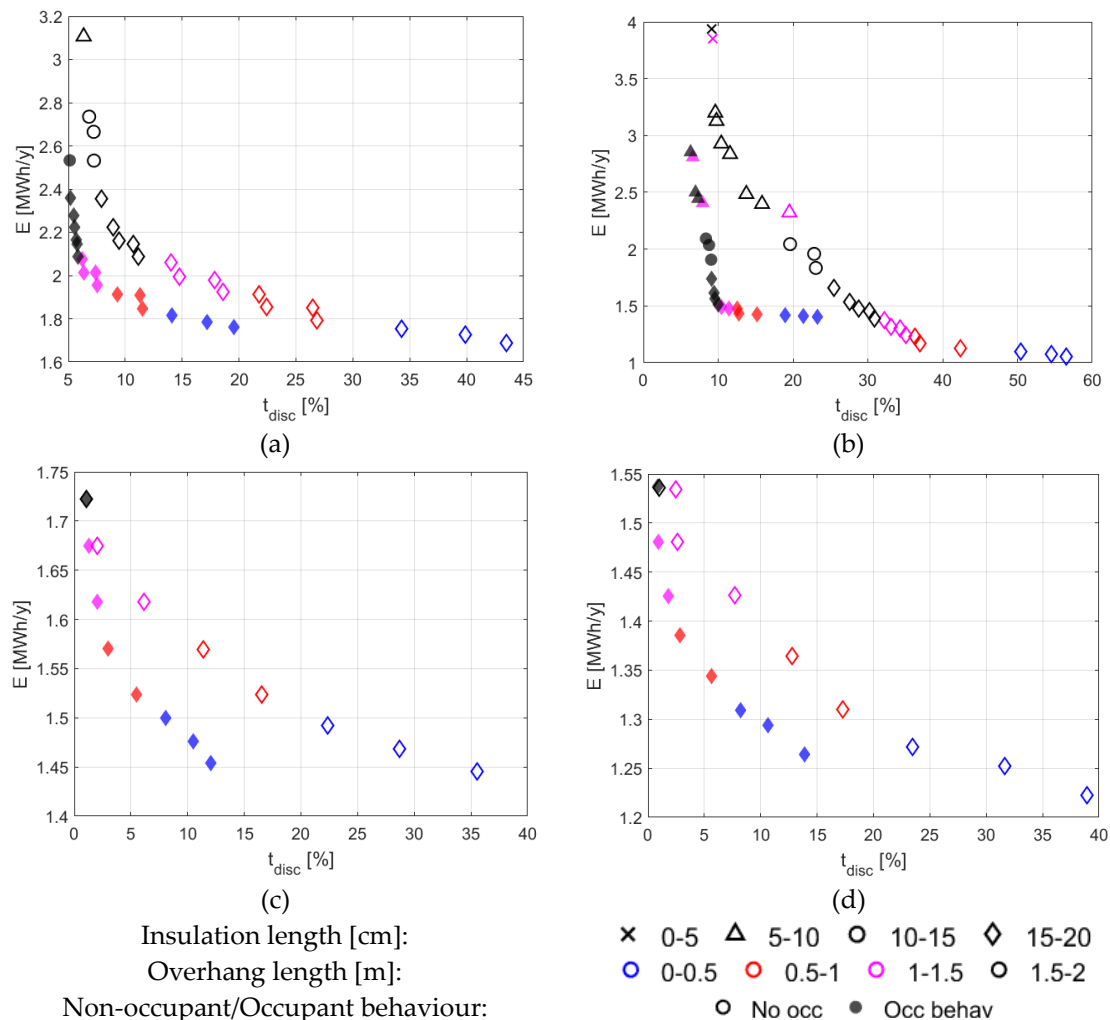 3.2
3
2.8
2.6
2.4
2.2
2
1.8
1.6
E [MWh/y]
5 10 15 20 25 30 35 40 45
t_disc [%]
(a)
4
3.5
3
2.5
2
1.5
1
E [MWh/y]
0 10 20 30 40 50 60
t_disc [%]
(b)
1.75
1.7
1.65
1.6
1.55
1.5
1.45
1.4
E [MWh/y]
0 5 10 15 20 25 30 35 40
t_disc [%]
(c)
1.55
1.5
1.45
1.4
1.35
1.3
1.25
1.2
E [MWh/y]
0 5 10 15 20 25 30 35 40
t_disc [%]
(d)
Insulation length [cm]: 0-5 5-10 10-15 15-20
Overhang length [m]: 0-0.5 0.5-1 1-1.5 1.5-2
Non-occupant/Occupant behaviour: No occ Occ behav